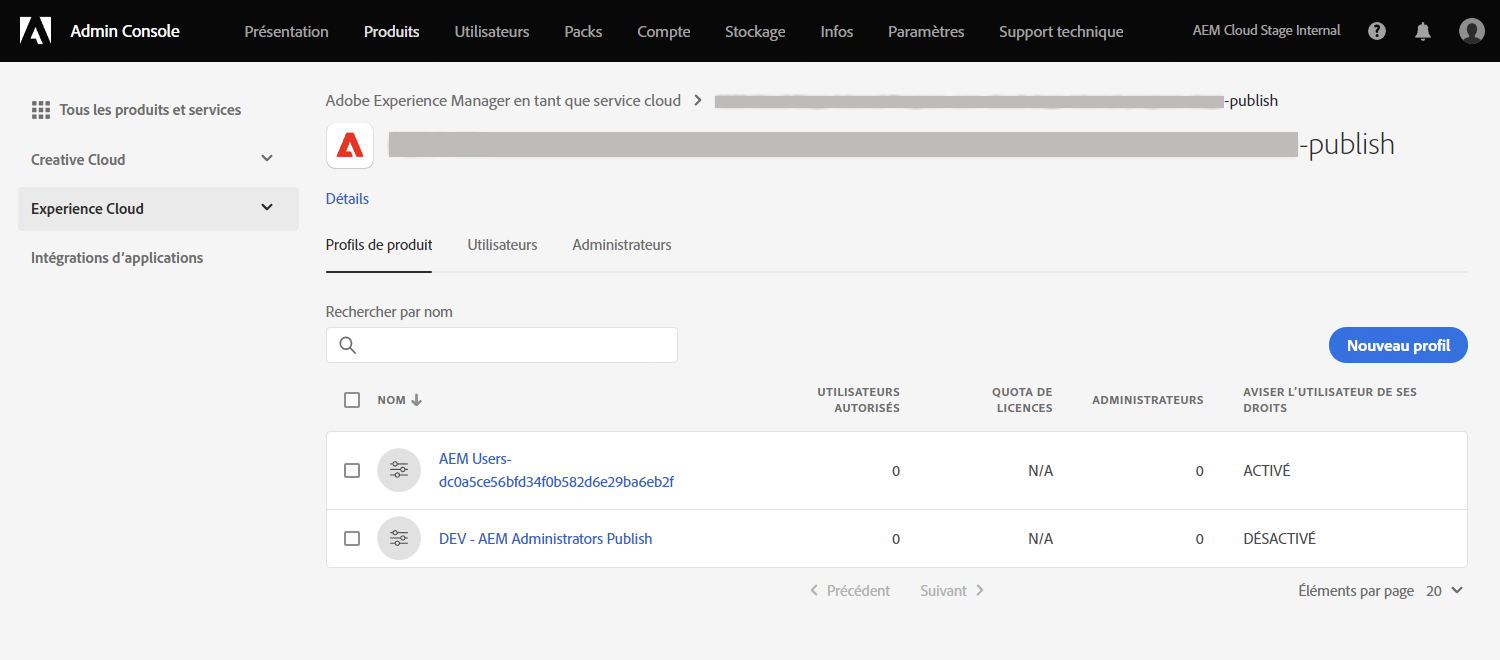 Admin Console
Présentation
Produits
Utilisateurs
Packs
Compte
Stockage
Infos
Paramètres
Support technique
AEM Cloud Stage Internal
Tous les produits et services
Creative Cloud
Experience Cloud
Intégrations d'applications
Adobe Experience Manager en tant que service cloud
-publish
-publish
Détails
Profils de produit
Utilisateurs
Administrateurs
Rechercher par nom
Nouveau profil
NOM
UTILISATEURS
AUTORISÉS
QUOTA DE
LICENCES
ADMINISTRATEURS
AVISER L'UTILISATEUR DE SES
DROITS
AEM Users-
dc0a5ce56bfd34f0b582d6e29ba6eb2f
0
N/A
0
ACTIVÉ
DEV - AEM Administrators Publish
0
N/A
0
DÉSACTIVÉ
Précédent
Suivant
Éléments par page
20